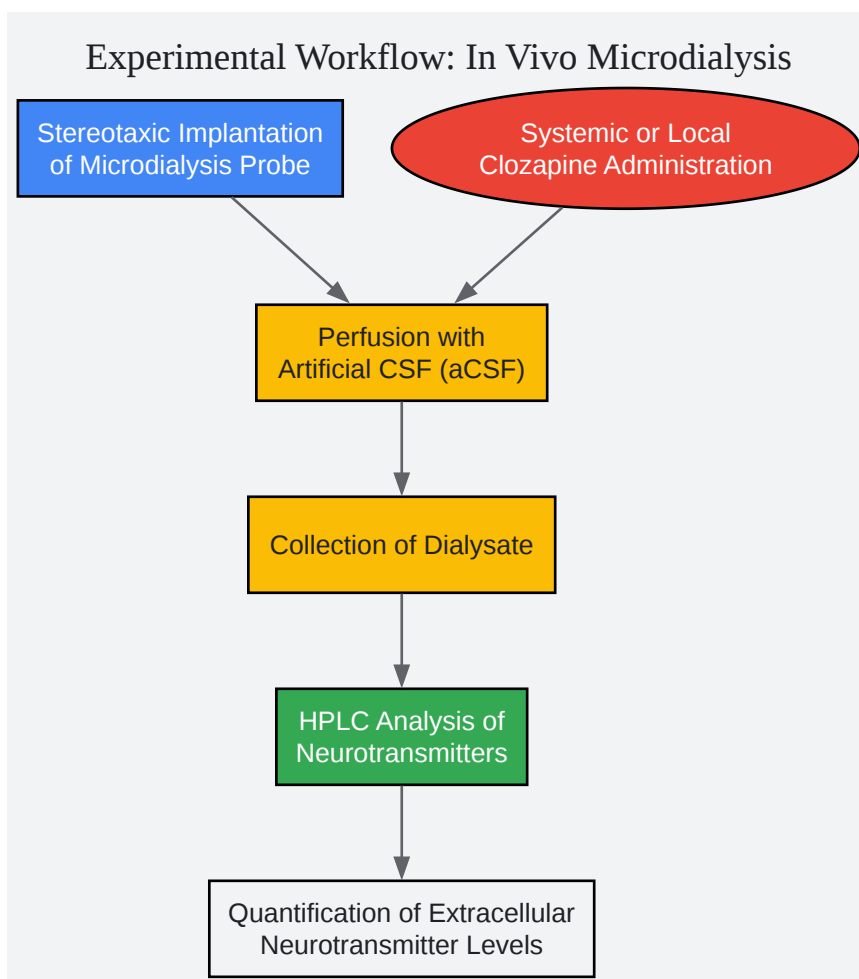 Experimental Workflow: In Vivo Microdialysis
Stereotaxic Implantation
of Microdialysis Probe
Systemic or Local
Clozapine Administration
Perfusion with
Artificial CSF (aCSF)
Collection of Dialysate
HPLC Analysis of
Neurotransmitters
Quantification of Extracellular
Neurotransmitter Levels